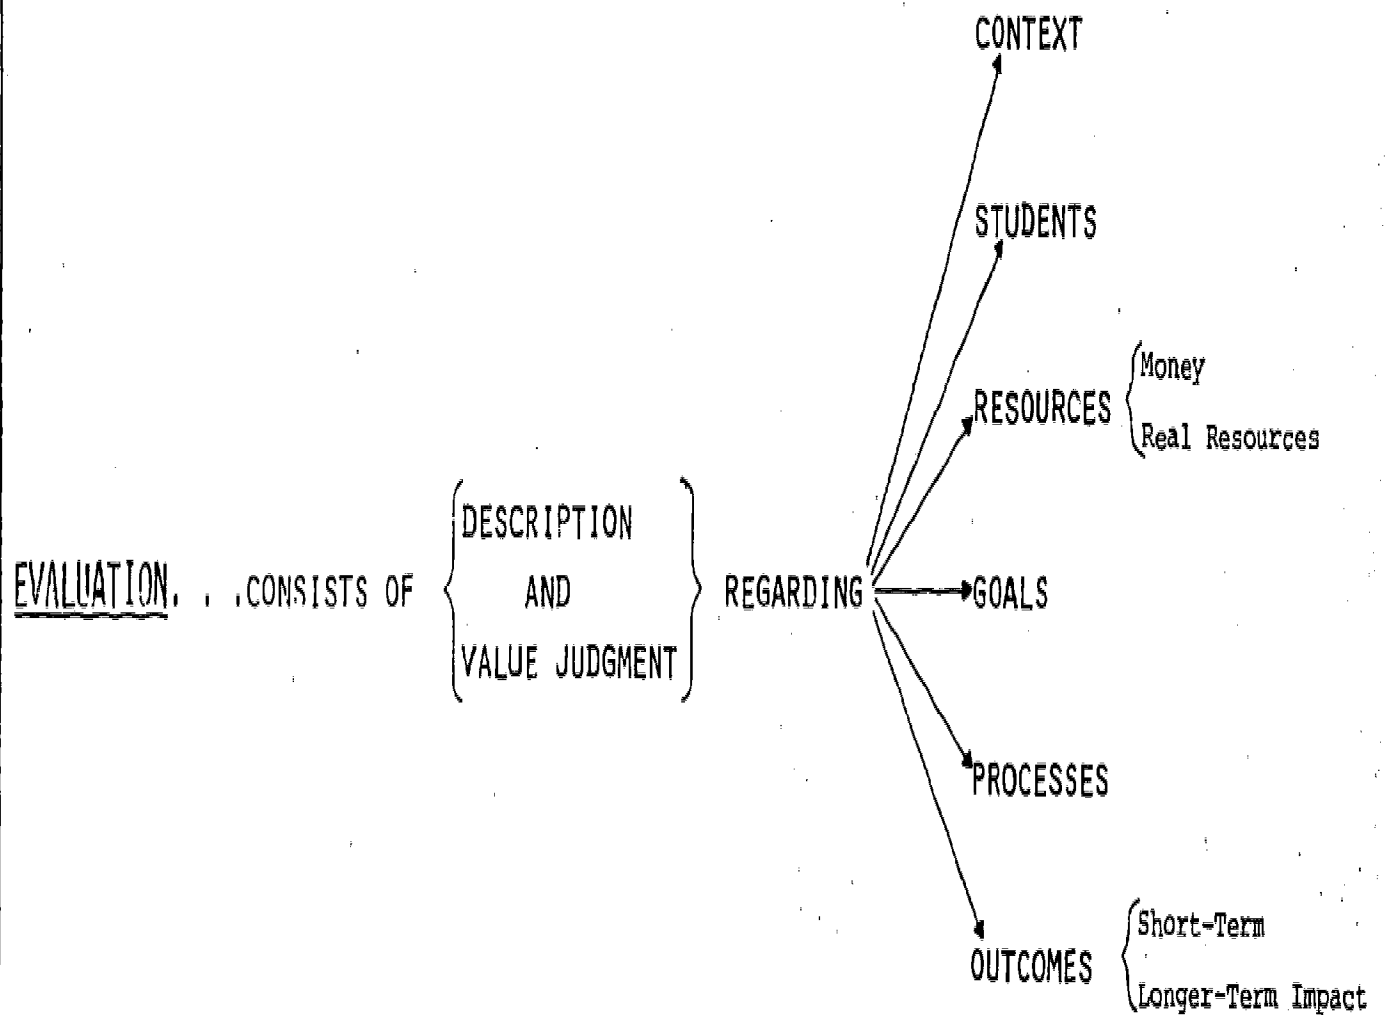 CONTEXT
STUDENTS
RESOURCES
Money
Real Resources
EVALUATION. . .CONSISTS OF
DESCRIPTION
AND
VALUE JUDGMENT
REGARDING
GOALS
PROCESSES
OUTCOMES
Short-Term
Longer-Term Impact